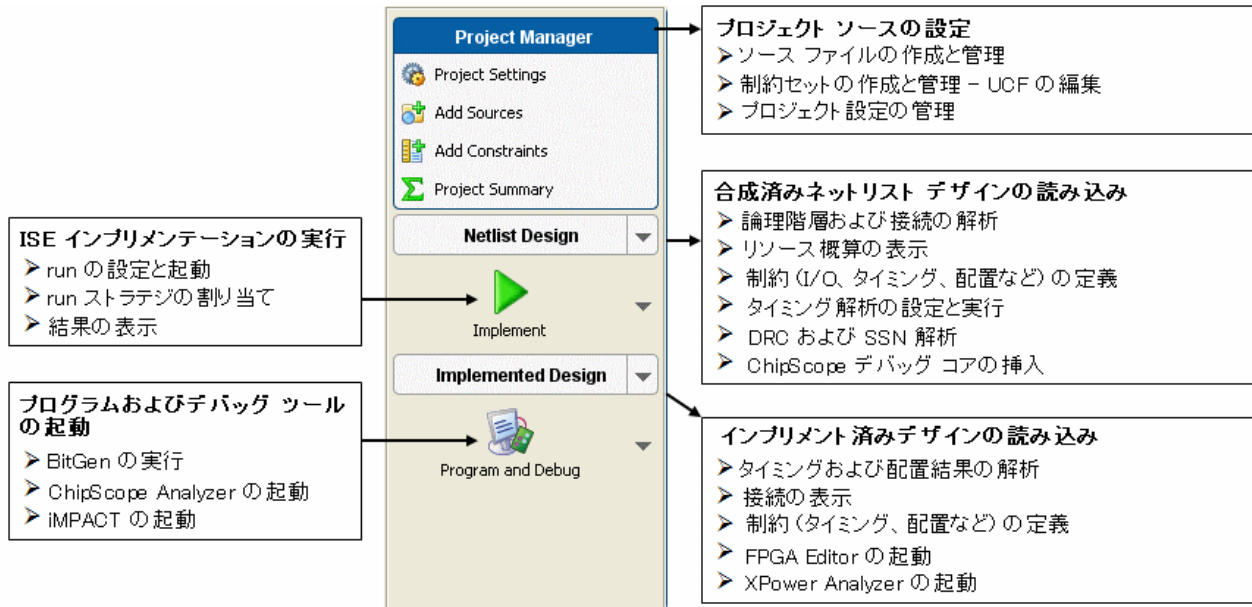 Project Manager
Project Settings
Add Sources
Add Constraints
Project Summary
Netlist Design
Implement
Implemented Design
Program and Debug
プロジェクト ソースの設定
➢ソース ファイルの作成と管理
➢制約セットの作成と管理 − UCF の編集
➢プロジェクト設定の管理
合成済みネットリスト デザインの読み込み
➢ 論理階層および接続の解析
➢ リソース概算の表示
➢ 制約 (I/O、タイミング、配置など) の定義
➢ タイミング解析の設定と実行
➢ DRC および SSN 解析
➢ ChipScope デバッグ コアの挿入
ISE インプリメンテーションの実行
➢ run の設定と起動
➢ run ストラテジの割り当て
➢ 結果の表示
プログラムおよびデバッグ ツール
の起動
➢ BitGen の実行
➢ ChipScope Analyzer の起動
➢ iMPACT の起動
インプリメント済みデザインの読み込み
➢タイミングおよび配置結果の解析
➢接続の表示
➢ 制約 (タイミング、配置など) の定義
➢ FPGA Editor の起動
➢ XPower Analyzer の起動